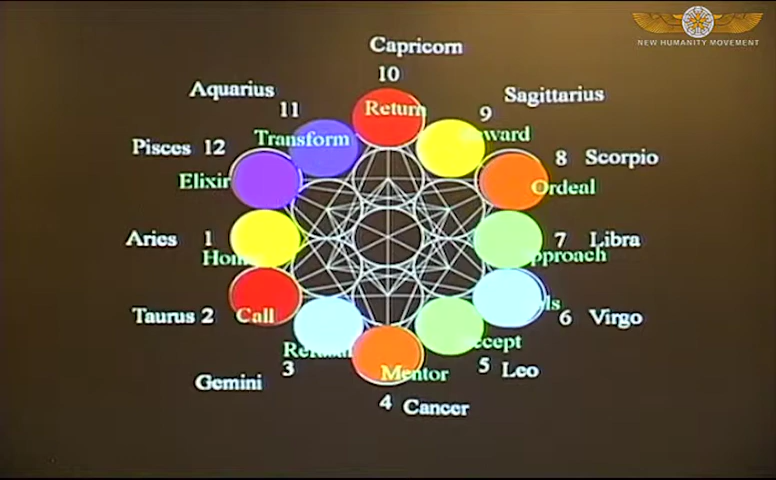 NEW HUMANITY MOVEMENT
Capricorn
10
Return
Aquarius
11
Transform
9
Sagittarius
Pisces 12
Elixir
8 Scorpio
Ordeal
Aries 1
7 Libra
Taurus 2
Call
6 Virgo
Gemini
3
Mentor
5 Leo
4 Cancer